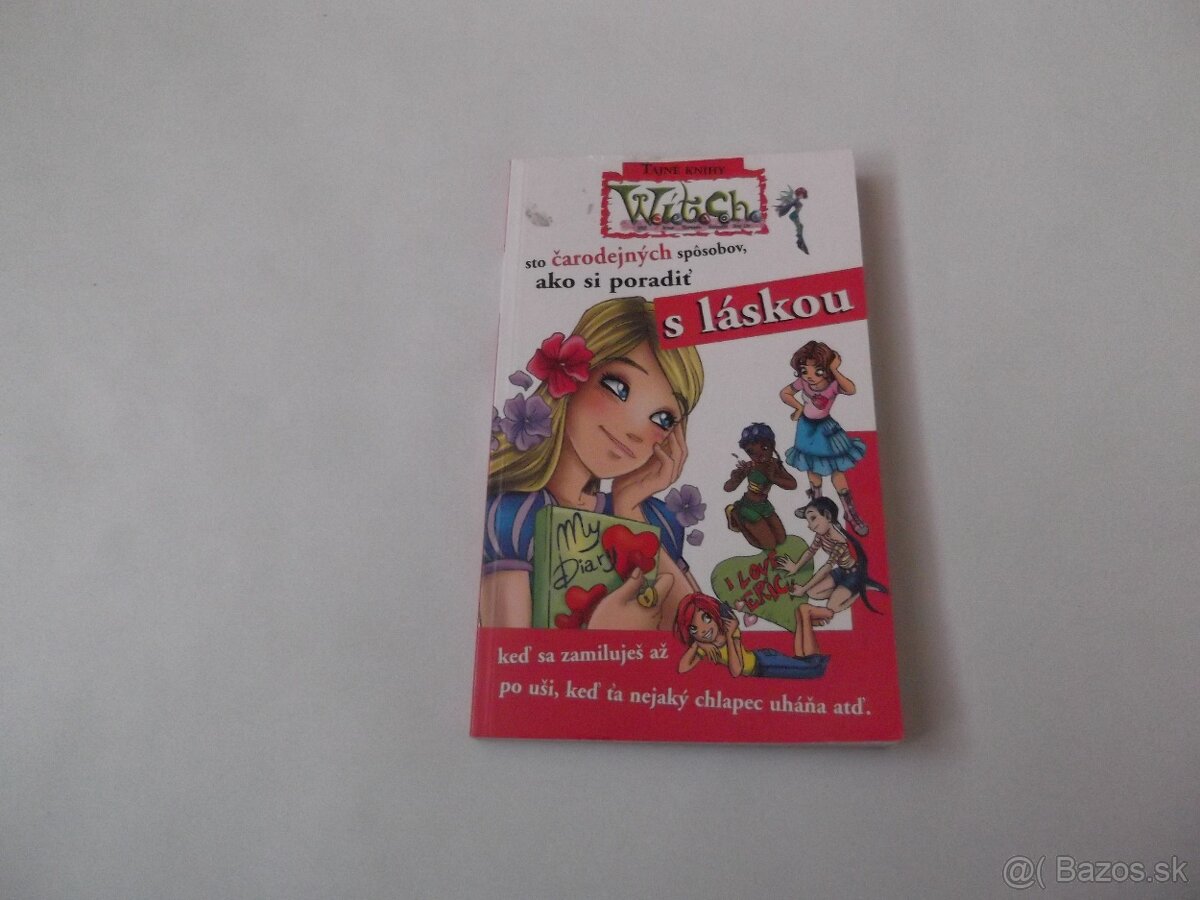 TAJNÉ KNIHY
W.i.t.c.h.
sto čarodejných spôsobov,
ako si poradiť
s láskou
My
Diary
I LOVE
ERIC
keď sa zamiluješ až
po uši, keď ťa nejaký chlapec uháňa atď.
@( Bazos.sk